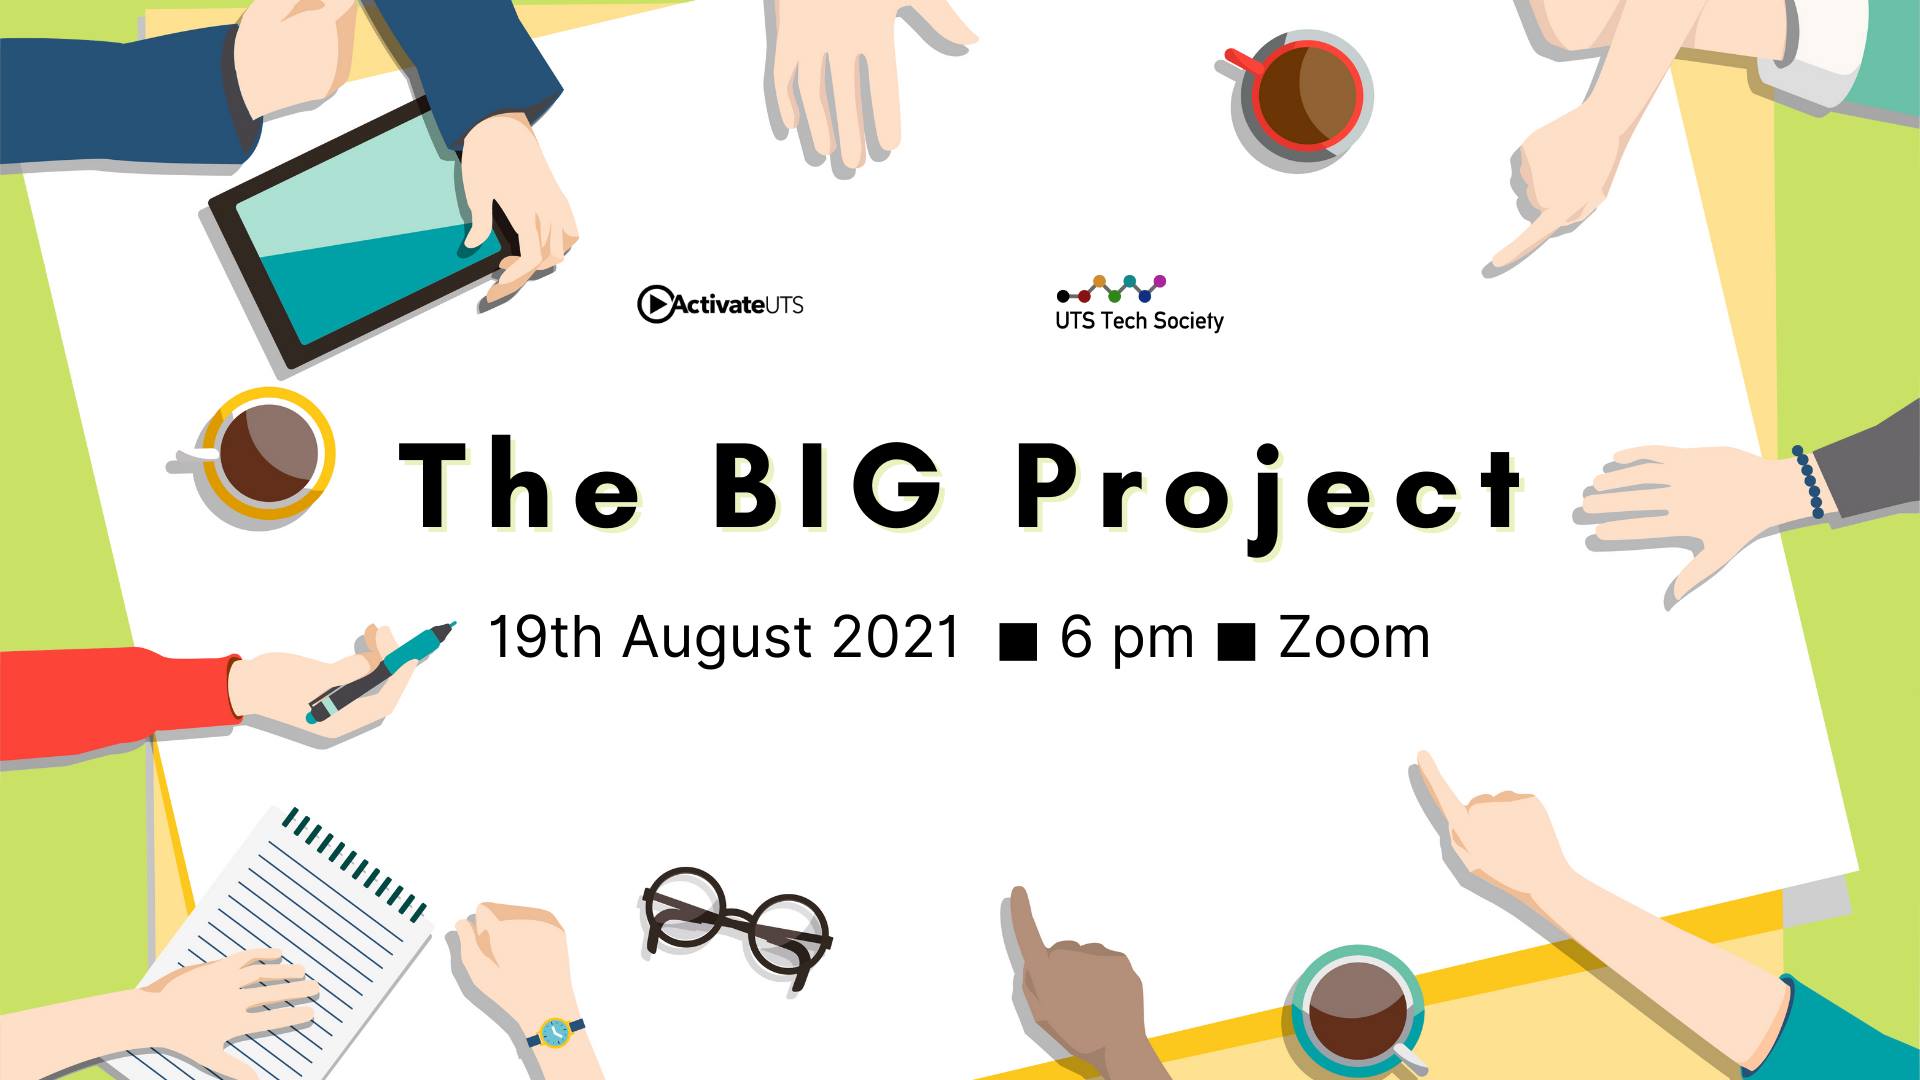 ActivateUTS
UTS Tech Society
The BIG Project
19th August 2021 ■ 6 pm ■ Zoom